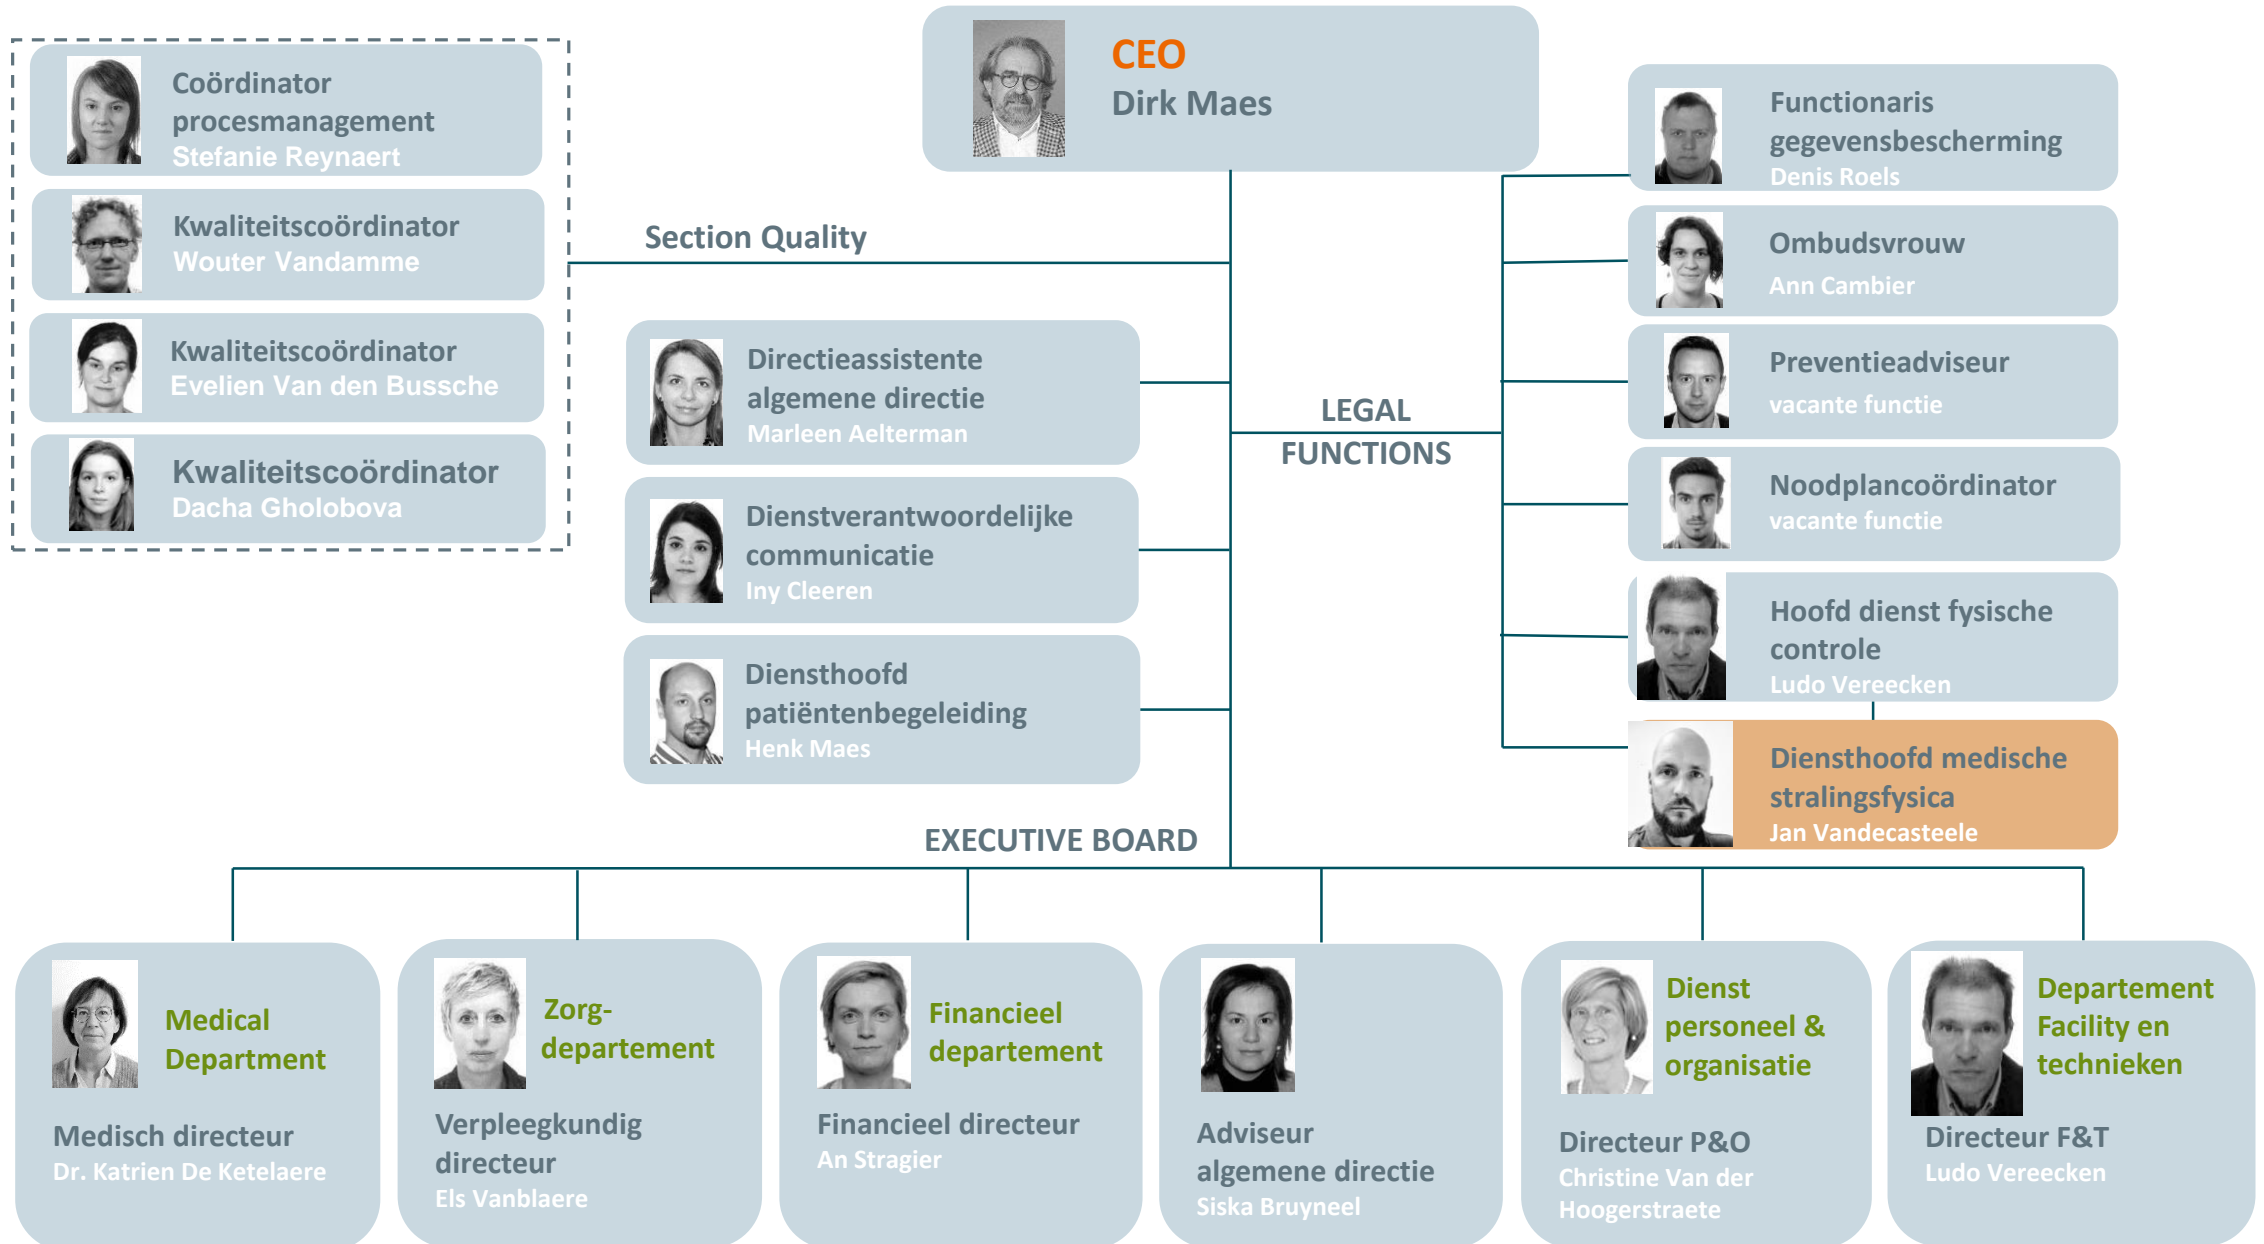 CEO
Dirk Maes
Coördinator
procesmanagement
Stefanie Reynaert
Kwaliteitscoördinator
Wouter Vandamme
Kwaliteitscoördinator
Evelien Van den Bussche
Kwaliteitscoördinator
Dacha Gholobova
Section Quality
Directieassistente
algemene directie
Marleen Aelterman
Dienstverantwoordelijke
communicatie
Iny Cleeren
Diensthoofd
patiëntenbegeleiding
Henk Maes
LEGAL
FUNCTIONS
Functionaris
gegevensbescherming
Denis Roels
Ombudsvrouw
Ann Cambier
Preventieadviseur
vacante functie
Noodplancoördinator
vacante functie
Hoofd dienst fysische
controle
Ludo Vereecken
Diensthoofd medische
stralingsfysica
Jan Vandecasteele
EXECUTIVE BOARD
Medical
Department
Medisch directeur
Dr. Katrien De Ketelaere
Zorg-
departement
Verpleegkundig
directeur
Els Vanblaere
Financieel
departement
Financieel directeur
An Stragier
Adviseur
algemene directie
Siska Bruyneel
Dienst
personeel &
organisatie
Directeur P&O
Christine Van der
Hoogerstraete
Departement
Facility en
technieken
Directeur F&T
Ludo Vereecken